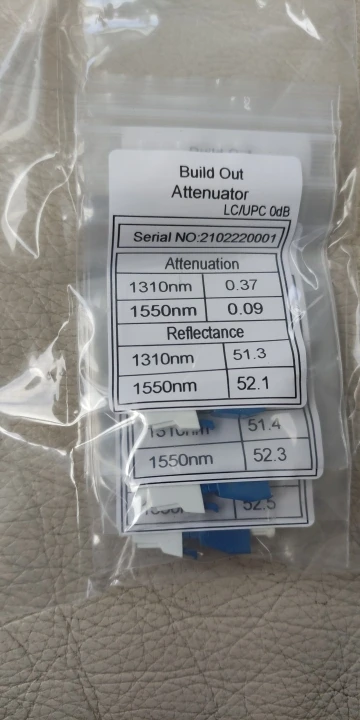 Build Out
Attenuator
LC/UPC 0dB
Serial NO:2102220001
Attenuation
1310nm 0.37
1550nm 0.09
Reflectance
1310nm 51.3
1550nm 52.1
1310nm 51.4
1550nm 52.3
52.5